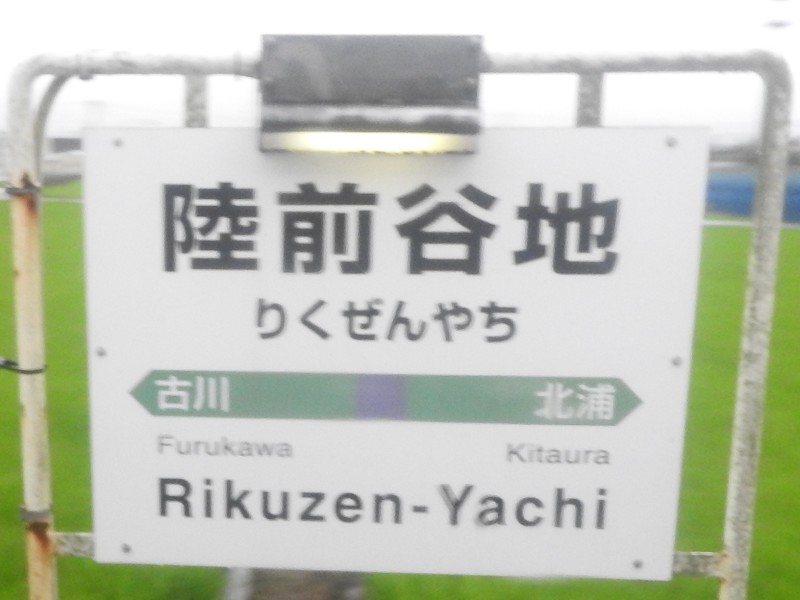 陸前谷地
りくぜんやち
古川 北浦
Furukawa Kitaura
Rikuzen-Yachi